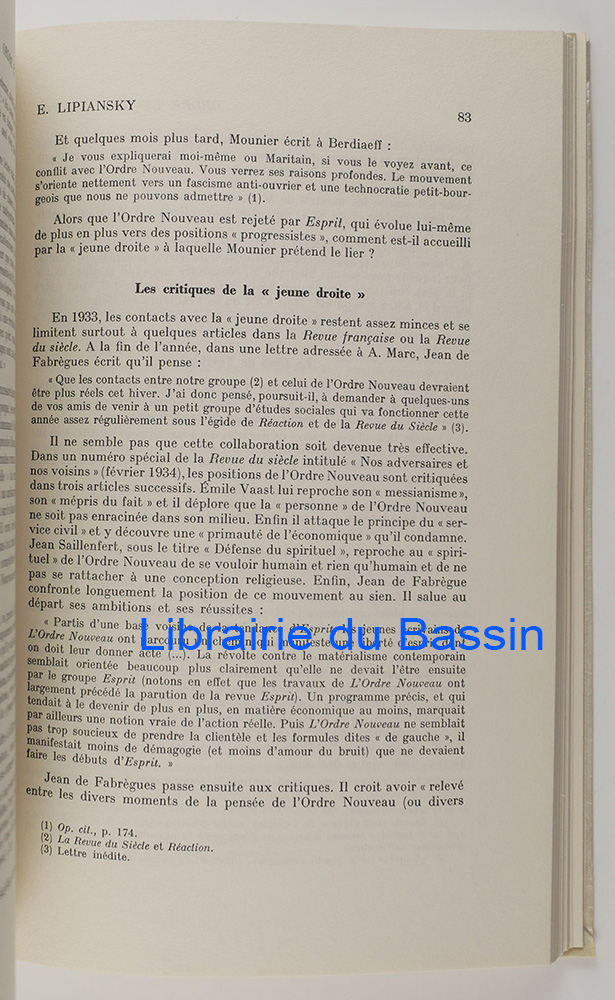 E. LIPIANSKY
83
Et quelques mois plus tard, Mounier écrit à Berdiaeff :
« Je vous expliquerai moi-même ou Maritain, si vous le voyez avant, ce
conflit avec l'Ordre Nouveau. Vous verrez ses raisons profondes. Le mouvement
s'oriente nettement vers un fascisme anti-ouvrier et une technocratie petit-bour-
geois que nous ne pouvons admettre » (1).
Alors que l'Ordre Nouveau est rejeté par Esprit, qui évolue lui-même
de plus en plus vers des positions « progressistes », comment est-il accueilli
par la « jeune droite » à laquelle Mounier prétend le lier ?
Les critiques de la « jeune droite »
En 1933, les contacts avec la « jeune droite » restent assez minces et se
limitent surtout à quelques articles dans la Revue française ou la Revue
du siècle. A la fin de l'année, dans une lettre adressée à A. Marc, Jean de
Fabrègues écrit qu'il pense :
« Que les contacts entre notre groupe (2) et celui de l'Ordre Nouveau devraient
être plus réels cet hiver. J'ai donc pensé, poursuit-il, à demander à quelques-uns
de vos amis de venir à un petit groupe d'études sociales qui va fonctionner cette
année assez régulièrement sous l'égide de Réaction et de la Revue du Siècle » (3).
Il ne semble pas que cette collaboration soit devenue très effective.
Dans un numéro spécial de la Revue du siècle intitulé « Nos adversaires et
nos voisins » (février 1934), les positions de l'Ordre Nouveau sont critiquées
dans trois articles successifs. Émile Vaast lui reproche son « messianisme »,
son « mépris du fait » et il déplore que la « personne » de l'Ordre Nouveau
ne soit pas enracinée dans son milieu. Enfin il attaque le principe du « ser-
vice civil » et y découvre une « primauté de l'économique » qu'il condamne.
Jean Saillenfert, sous le titre « Défense du spirituel », reproche au « spiri-
tuel » de l'Ordre Nouveau de se vouloir humain et rien qu'humain et de ne
pas se rattacher à une conception religieuse. Enfin, Jean de Fabrègue
confronte longuement la position de ce mouvement au sien. Il salue au
départ ses ambitions et ses réussites :
« Partis d'une base
Librairie du Bassin
L'Ordre Nouveau ont
on doit leur donner acte (...). La révolte contre le matérialisme contemporain
semblait orientée beaucoup plus clairement qu'elle ne devait l'être ensuite
par le groupe Esprit (notons en effet que les travaux de L'Ordre Nouveau ont
largement précédé la parution de la revue Esprit). Un programme précis, et qui
tendait à le devenir de plus en plus, en matière économique au moins, marquait
par ailleurs une notion vraie de l'action réelle. Puis L'Ordre Nouveau ne semblait
pas trop soucieux de prendre la clientèle et les formules dites « de gauche », il
manifestait moins de démagogie (et moins d'amour du bruit) que ne devaient
faire les débuts d'Esprit. »
Jean de Fabrègues passe ensuite aux critiques. Il croit avoir « relevé
entre les divers moments de la pensée de l'Ordre Nouveau (ou divers
(1) Op. cit., p. 174.
(2) La Revue du Siècle et Réaction.
(3) Lettre inédite.